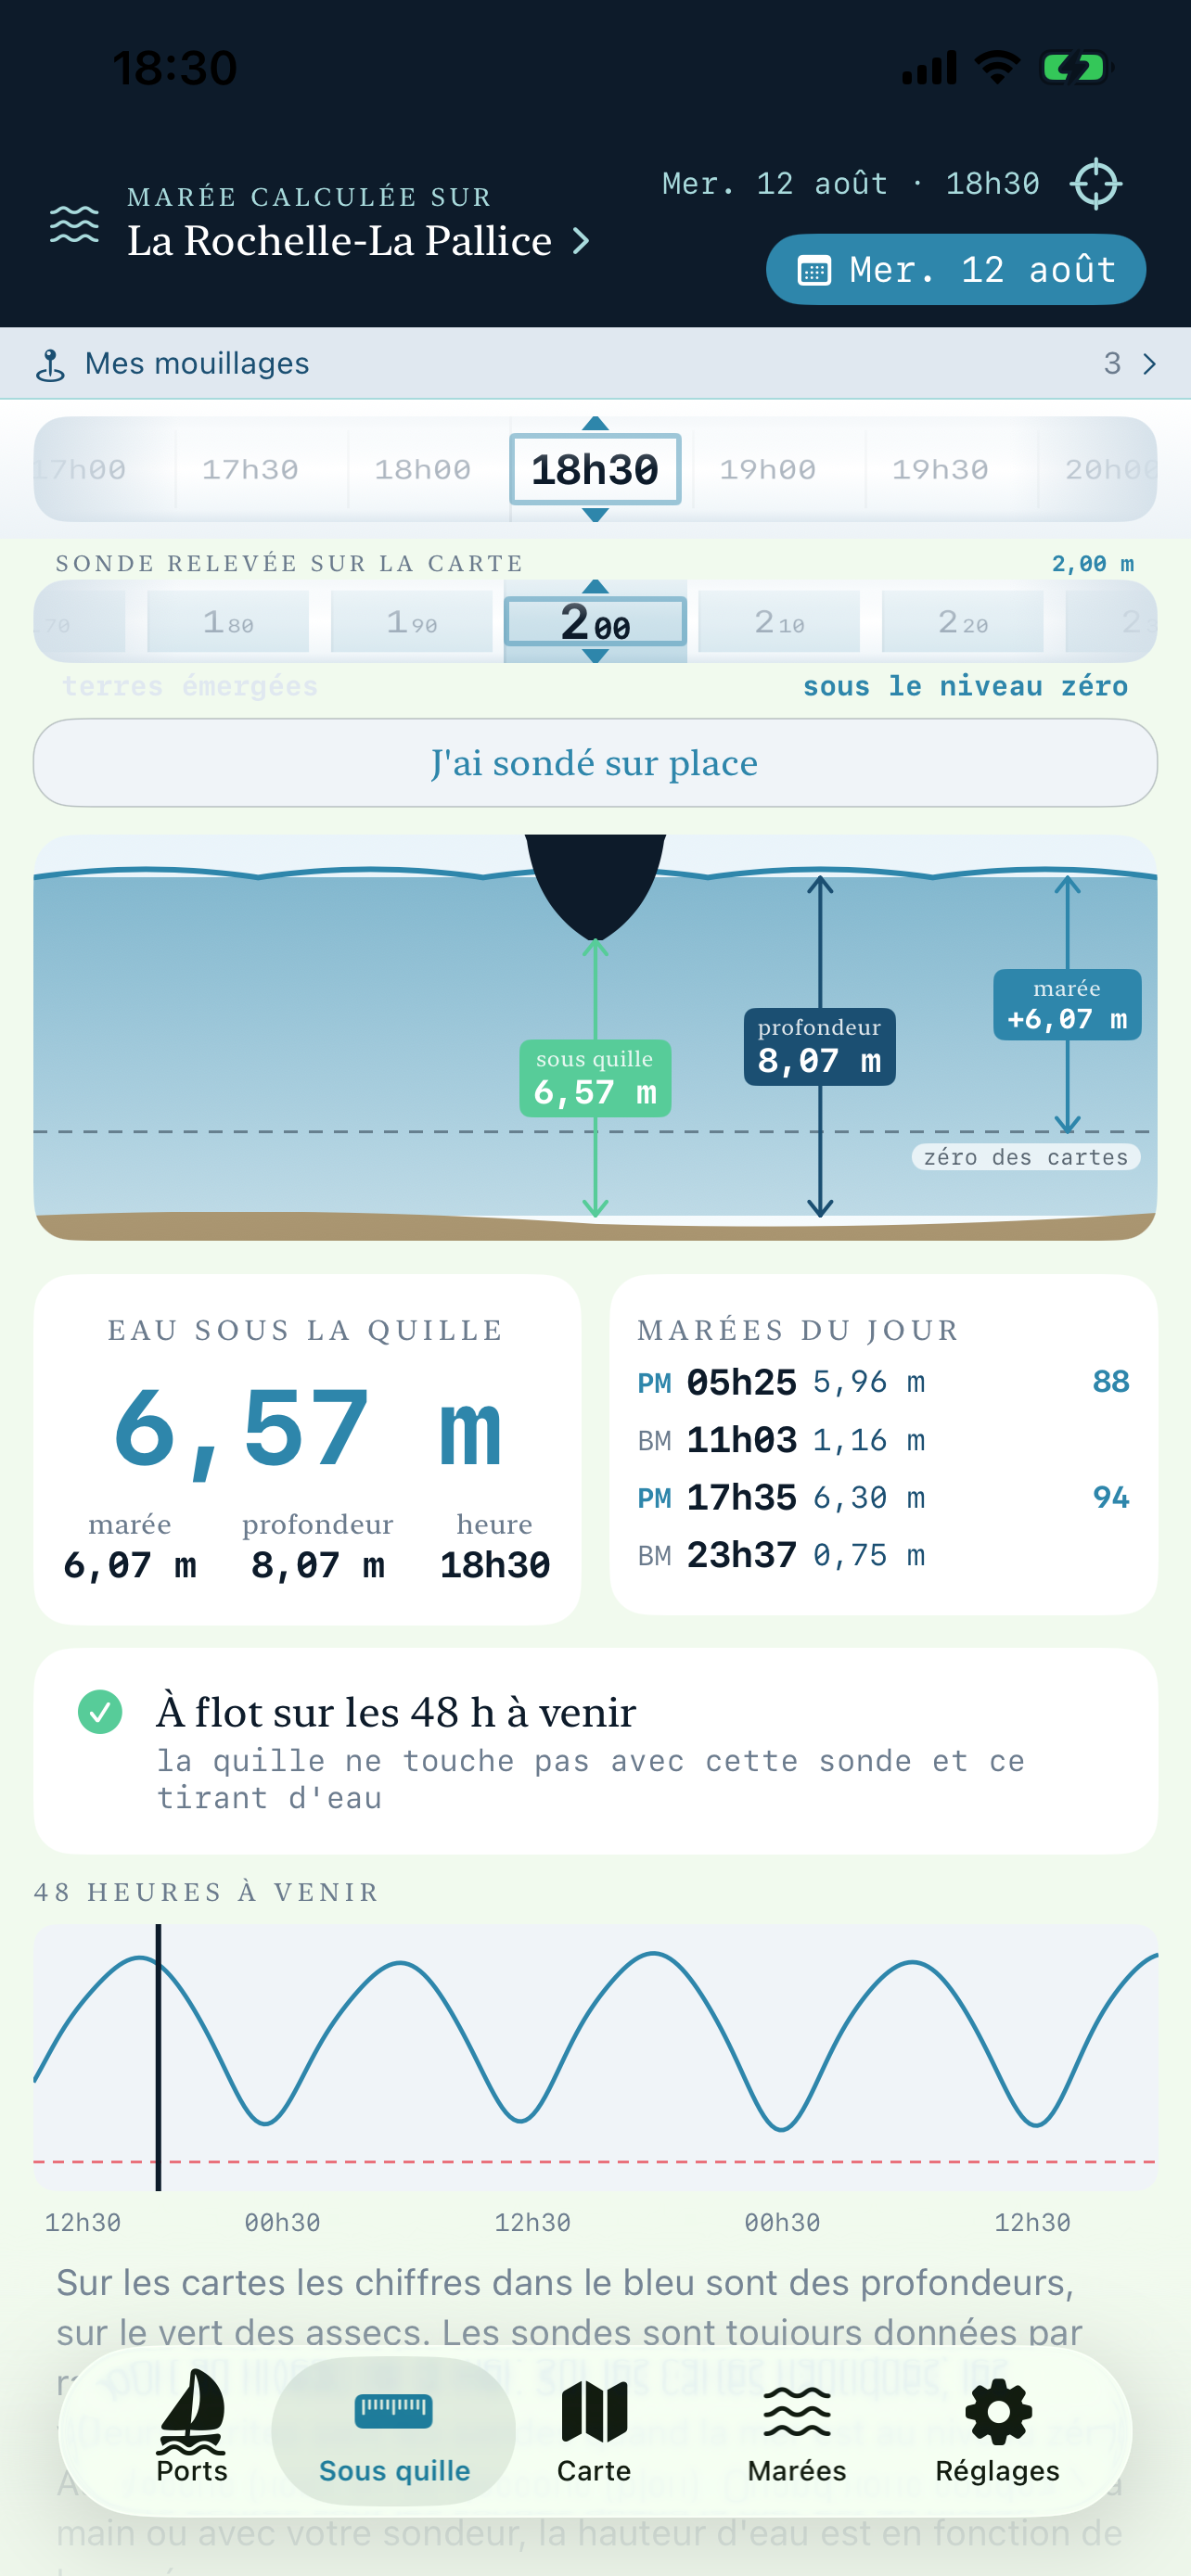 18:30
MARÉE CALCULÉE SUR
La Rochelle-La Pallice
Mer. 12 août · 18h30
Mer. 12 août
Mes mouillages 3
17h00 17h30 18h00 18h30 19h00 19h30 20h00
SONDE RELEVÉE SUR LA CARTE 2,00 m
70 1 80 1 90 2 00 2 10 2 20 2
terres émergées sous le niveau zéro
J'ai sondé sur place
marée
+6,07 m
profondeur
8,07 m
sous quille
6,57 m
zéro des cartes
EAU SOUS LA QUILLE
6,57 m
marée profondeur heure
6,07 m 8,07 m 18h30
MARÉES DU JOUR
PM 05h25 5,96 m 88
BM 11h03 1,16 m
PM 17h35 6,30 m 94
BM 23h37 0,75 m
À flot sur les 48 h à venir
la quille ne touche pas avec cette sonde et ce
tirant d'eau
48 HEURES À VENIR
12h30 00h30 12h30 00h30 12h30
Sur les cartes les chiffres dans le bleu sont des profondeurs,
sur le vert des assecs. Les sondes sont toujours données par
Ports Sous quille Carte Marées Réglages
main ou avec votre sondeur, la hauteur d'eau est en fonction de